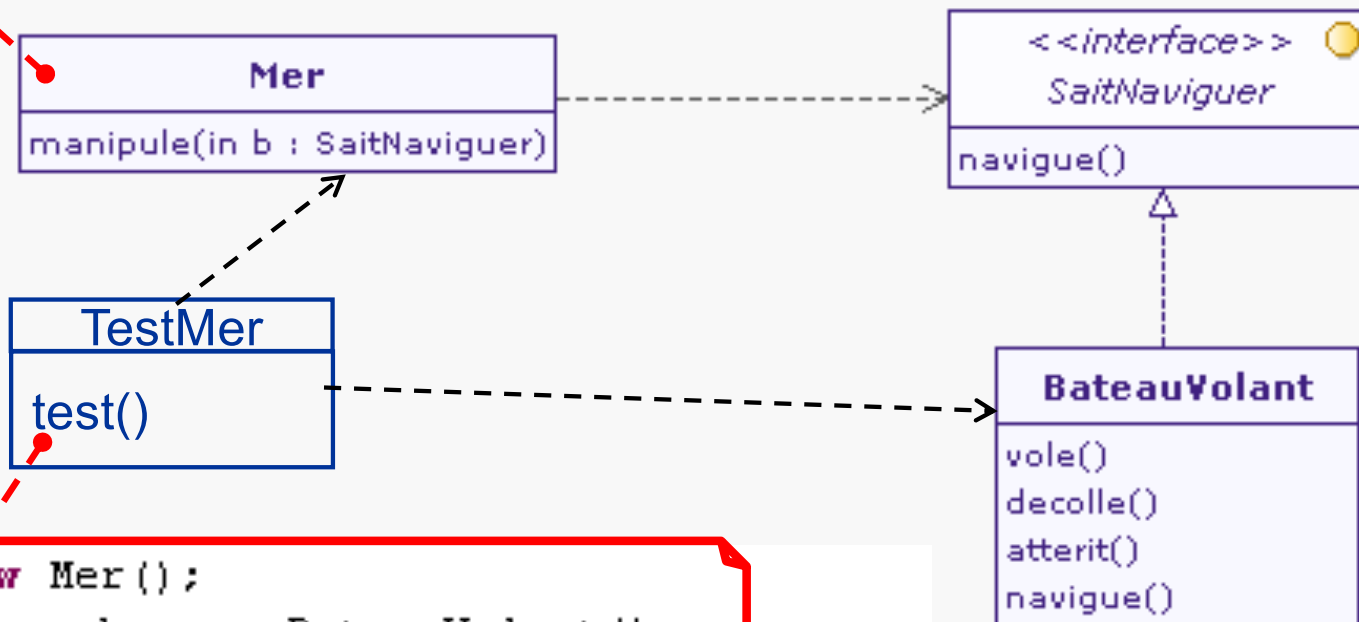 Mer
manipule(in b : SaitNaviguer)
<<interface>>
SaitNaviguer
navigue()
TestMer
test()
BateauVolant
vole()
decolle()
atterit()
navigue()
Mer();